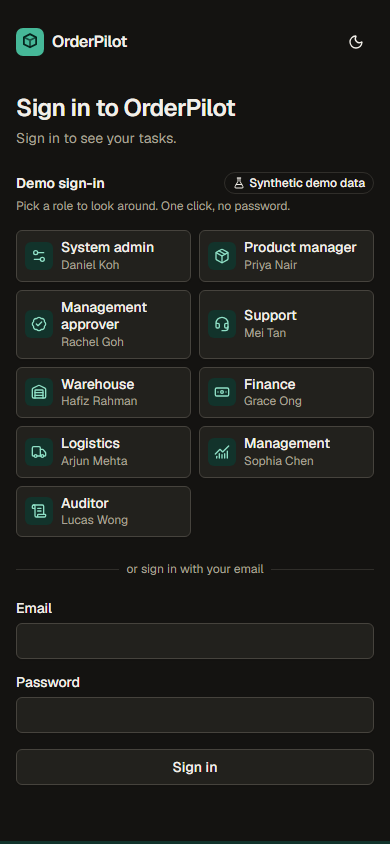 OrderPilot
Sign in to OrderPilot
Sign in to see your tasks.
Demo sign-in
Synthetic demo data
Pick a role to look around. One click, no password.
System admin
Daniel Koh
Product manager
Priya Nair
Management
approver
Rachel Goh
Support
Mei Tan
Warehouse
Hafiz Rahman
Finance
Grace Ong
Logistics
Arjun Mehta
Management
Sophia Chen
Auditor
Lucas Wong
or sign in with your email
Email
Password
Sign in